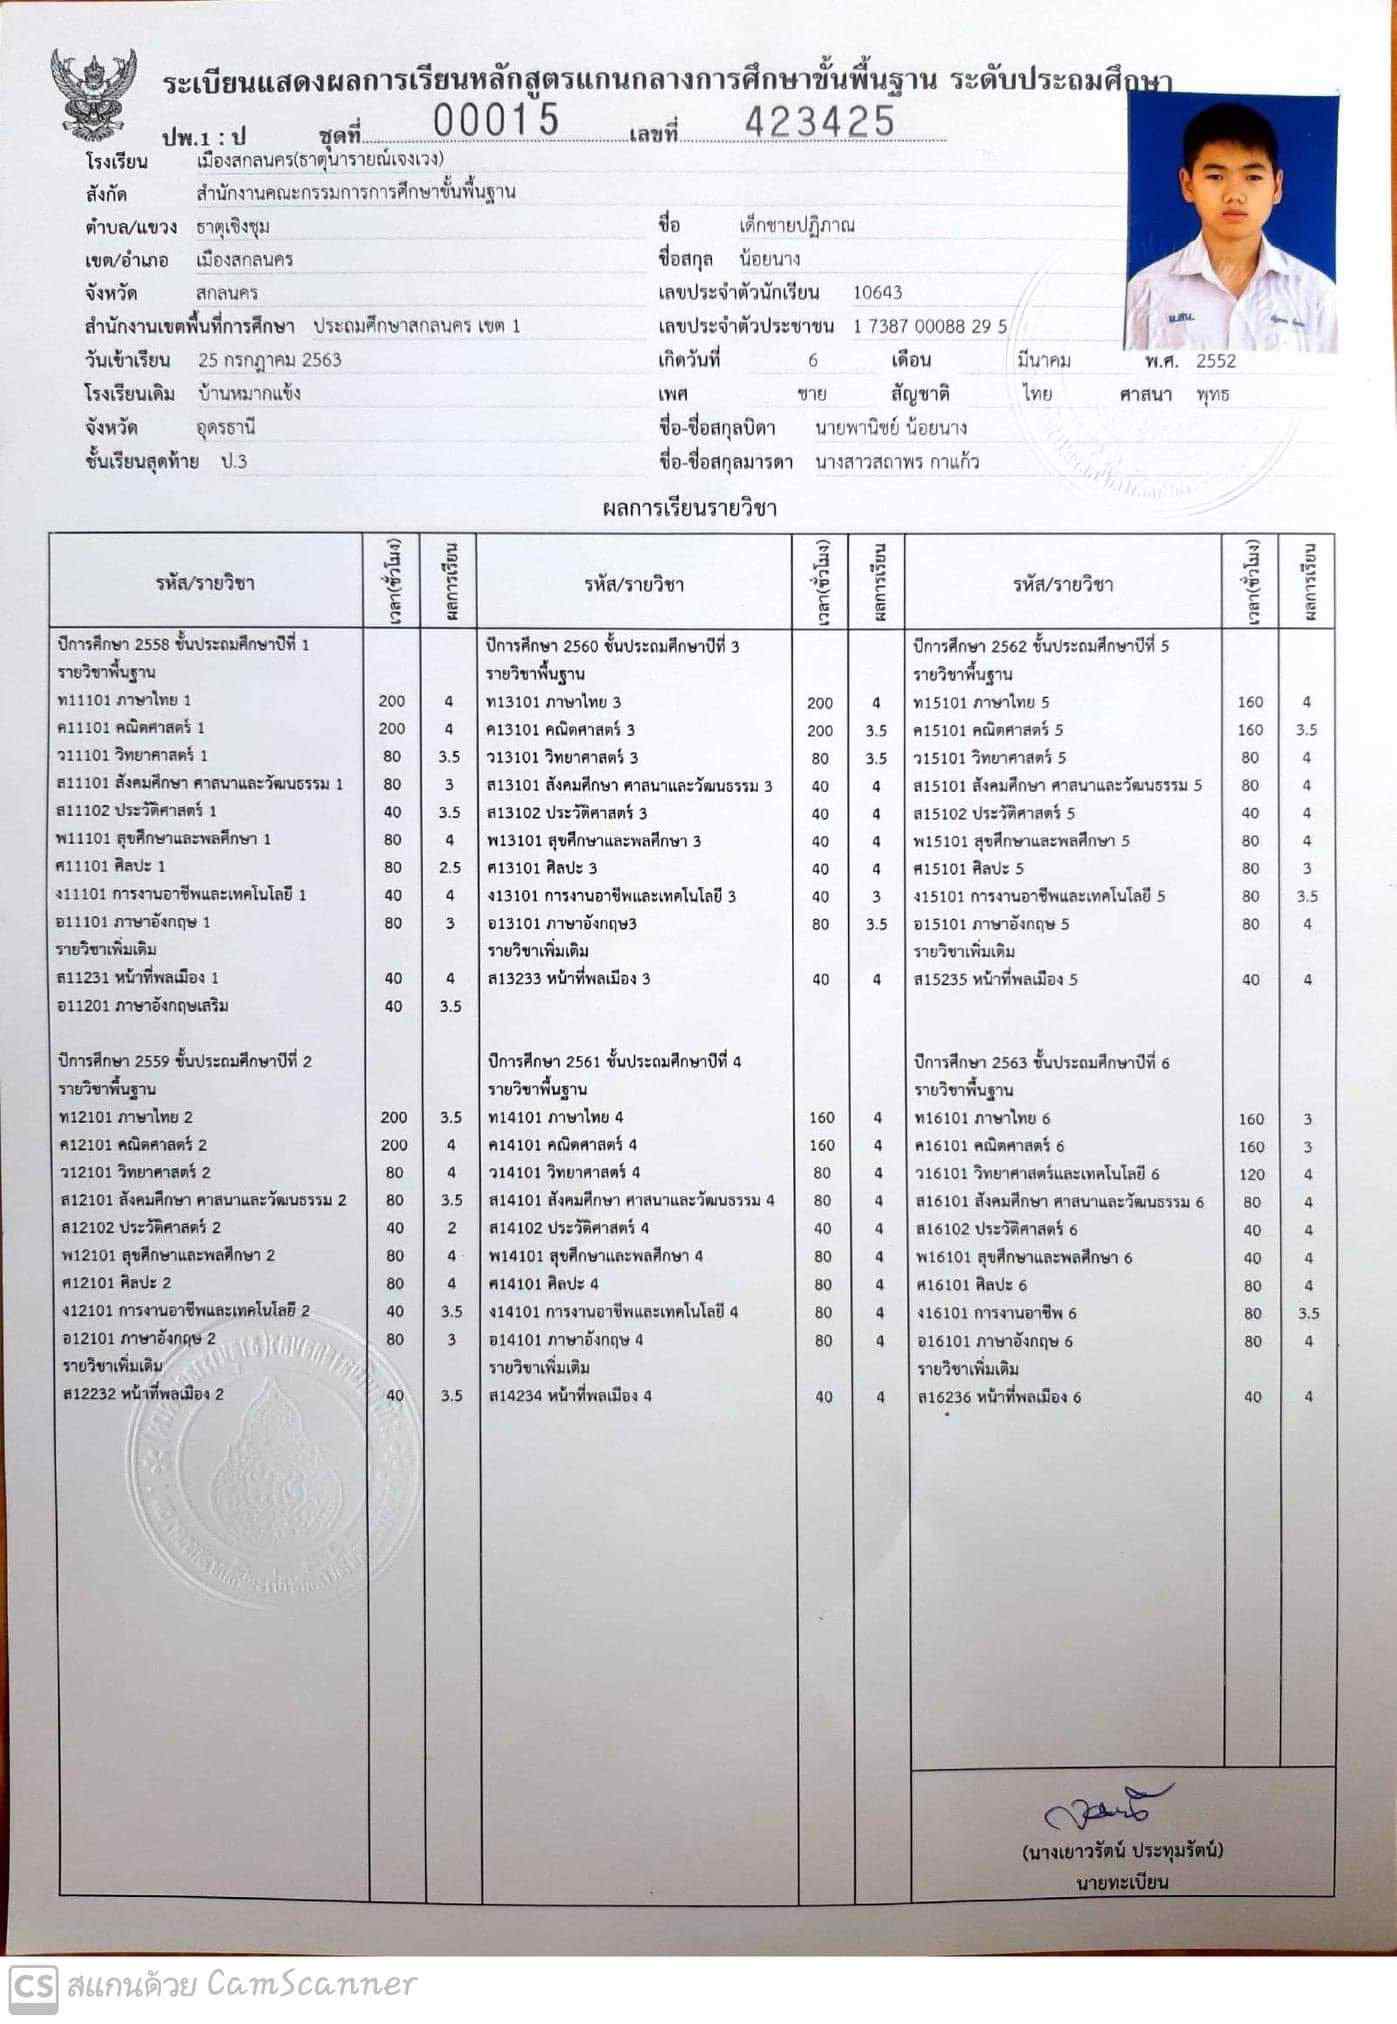 ระเบียนแสดงผลการเรียนหลักสูตรแกนกลางการศึกษาขั้นพื้นฐาน ระดับประถมศึกษา
ปพ.1 : ป ชุดที่ 00015 เลขที่ 423425
โรงเรียน เมืองสกลนคร(ธาตุนารายณ์เจงเวง)
สังกัด สำนักงานคณะกรรมการการศึกษาขั้นพื้นฐาน
ตำบล/แขวง ธาตุเชิงชุม
เขต/อำเภอ เมืองสกลนคร
จังหวัด สกลนคร
สำนักงานเขตพื้นที่การศึกษา ประถมศึกษาสกลนคร เขต 1
วันเข้าเรียน 25 กรกฎาคม 2563
โรงเรียนเดิม บ้านหมากแข้ง
จังหวัด อุดรธานี
ชั้นเรียนสุดท้าย ป.3
ชื่อ เด็กชายปฏิภาณ
ชื่อสกุล น้อยนาง
เลขประจำตัวนักเรียน 10643
เลขประจำตัวประชาชน 1 7387 00088 29 5
เกิดวันที่ 6 เดือน มีนาคม พ.ศ. 2552
เพศ ชาย สัญชาติ ไทย ศาสนา พุทธ
ชื่อ-ชื่อสกุลบิดา นายพานิชย์ น้อยนาง
ชื่อ-ชื่อสกุลมารดา นางสาวสถาพร กาแก้ว
ผลการเรียนรายวิชา
รหัส/รายวิชา เวลา(ชั่วโมง) ผลการเรียน
ปีการศึกษา 2558 ชั้นประถมศึกษาปีที่ 1
รายวิชาพื้นฐาน
ท11101 ภาษาไทย 1 200 4
ค11101 คณิตศาสตร์ 1 200 4
ว11101 วิทยาศาสตร์ 1 80 3.5
ส11101 สังคมศึกษา ศาสนาและวัฒนธรรม 1 80 3
ส11102 ประวัติศาสตร์ 1 40 3.5
พ11101 สุขศึกษาและพลศึกษา 1 80 4
ศ11101 ศิลปะ 1 80 2.5
ง11101 การงานอาชีพและเทคโนโลยี 1 40 4
อ11101 ภาษาอังกฤษ 1 80 3
รายวิชาเพิ่มเติม
ส11231 หน้าที่พลเมือง 1 40 4
อ11201 ภาษาอังกฤษเสริม 40 3.5
ปีการศึกษา 2559 ชั้นประถมศึกษาปีที่ 2
รายวิชาพื้นฐาน
ท12101 ภาษาไทย 2 200 3.5
ค12101 คณิตศาสตร์ 2 200 4
ว12101 วิทยาศาสตร์ 2 80 4
ส12101 สังคมศึกษา ศาสนาและวัฒนธรรม 2 80 3.5
ส12102 ประวัติศาสตร์ 2 40 2
พ12101 สุขศึกษาและพลศึกษา 2 80 4
ศ12101 ศิลปะ 2 80 4
ง12101 การงานอาชีพและเทคโนโลยี 2 40 3.5
อ12101 ภาษาอังกฤษ 2 80 3
รายวิชาเพิ่มเติม
ส12232 หน้าที่พลเมือง 2 40 3.5
รหัส/รายวิชา เวลา(ชั่วโมง) ผลการเรียน
ปีการศึกษา 2560 ชั้นประถมศึกษาปีที่ 3
รายวิชาพื้นฐาน
ท13101 ภาษาไทย 3 200 4
ค13101 คณิตศาสตร์ 3 200 3.5
ว13101 วิทยาศาสตร์ 3 80 3.5
ส13101 สังคมศึกษา ศาสนาและวัฒนธรรม 3 40 4
ส13102 ประวัติศาสตร์ 3 40 4
พ13101 สุขศึกษาและพลศึกษา 3 40 4
ศ13101 ศิลปะ 3 40 4
ง13101 การงานอาชีพและเทคโนโลยี 3 40 3
อ13101 ภาษาอังกฤษ3 80 3.5
รายวิชาเพิ่มเติม
ส13233 หน้าที่พลเมือง 3 40 4
ปีการศึกษา 2561 ชั้นประถมศึกษาปีที่ 4
รายวิชาพื้นฐาน
ท14101 ภาษาไทย 4 160 4
ค14101 คณิตศาสตร์ 4 160 4
ว14101 วิทยาศาสตร์ 4 80 4
ส14101 สังคมศึกษา ศาสนาและวัฒนธรรม 4 80 4
ส14102 ประวัติศาสตร์ 4 40 4
พ14101 สุขศึกษาและพลศึกษา 4 80 4
ศ14101 ศิลปะ 4 80 4
ง14101 การงานอาชีพและเทคโนโลยี 4 80 4
อ14101 ภาษาอังกฤษ 4 80 4
รายวิชาเพิ่มเติม
ส14234 หน้าที่พลเมือง 4 40 4
รหัส/รายวิชา เวลา(ชั่วโมง) ผลการเรียน
ปีการศึกษา 2562 ชั้นประถมศึกษาปีที่ 5
รายวิชาพื้นฐาน
ท15101 ภาษาไทย 5 160 4
ค15101 คณิตศาสตร์ 5 160 3.5
ว15101 วิทยาศาสตร์ 5 80 4
ส15101 สังคมศึกษา ศาสนาและวัฒนธรรม 5 80 4
ส15102 ประวัติศาสตร์ 5 40 4
พ15101 สุขศึกษาและพลศึกษา 5 80 4
ศ15101 ศิลปะ 5 80 3
ง15101 การงานอาชีพและเทคโนโลยี 5 80 3.5
อ15101 ภาษาอังกฤษ 5 80 4
รายวิชาเพิ่มเติม
ส15235 หน้าที่พลเมือง 5 40 4
ปีการศึกษา 2563 ชั้นประถมศึกษาปีที่ 6
รายวิชาพื้นฐาน
ท16101 ภาษาไทย 6 160 3
ค16101 คณิตศาสตร์ 6 160 3
ว16101 วิทยาศาสตร์และเทคโนโลยี 6 120 4
ส16101 สังคมศึกษา ศาสนาและวัฒนธรรม 6 80 4
ส16102 ประวัติศาสตร์ 6 40 4
พ16101 สุขศึกษาและพลศึกษา 6 40 4
ศ16101 ศิลปะ 6 80 4
ง16101 การงานอาชีพ 6 80 3.5
อ16101 ภาษาอังกฤษ 6 80 4
รายวิชาเพิ่มเติม
ส16236 หน้าที่พลเมือง 6 40 4
(นางเยาวรัตน์ ประทุมรัตน์)
นายทะเบียน
CS สแกนด้วย CamScanner